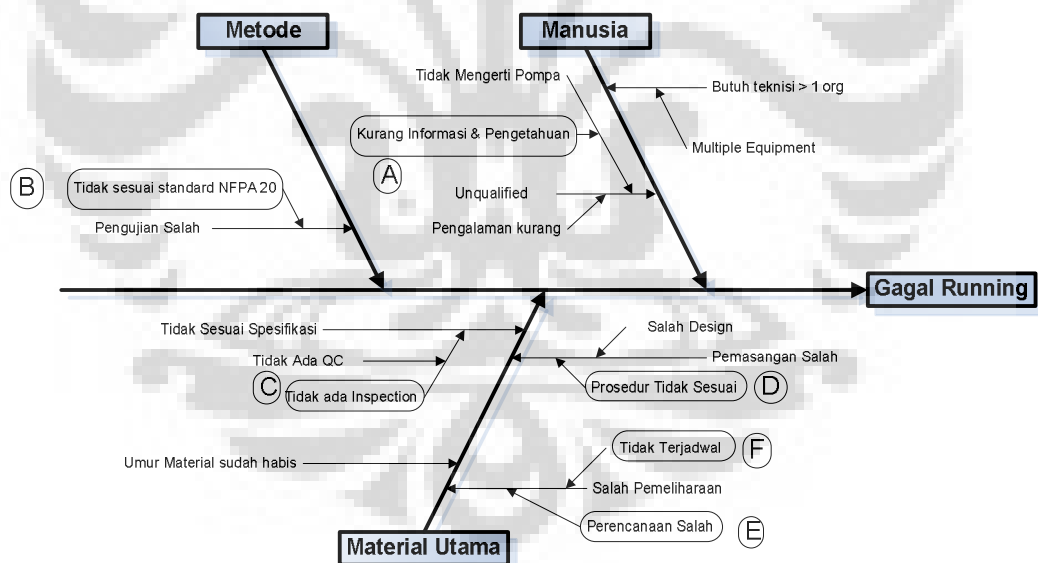 Metode
Manusia
Tidak Mengerti Pompa
Butuh teknisi > 1 org
Kurang Informasi & Pengetahuan
Multiple Equipment
A
B
Tidak sesuai standard NFPA 20
Unqualified
Pengujian Salah
Pengalaman kurang
Gagal Running
Tidak Sesuai Spesifikasi
Salah Design
Tidak Ada QC
Pemasangan Salah
C
Tidak ada Inspection
Prosedur Tidak Sesuai
D
Tidak Terjadwal
F
Umur Material sudah habis
Salah Pemeliharaan
Perencanaan Salah
E
Material Utama